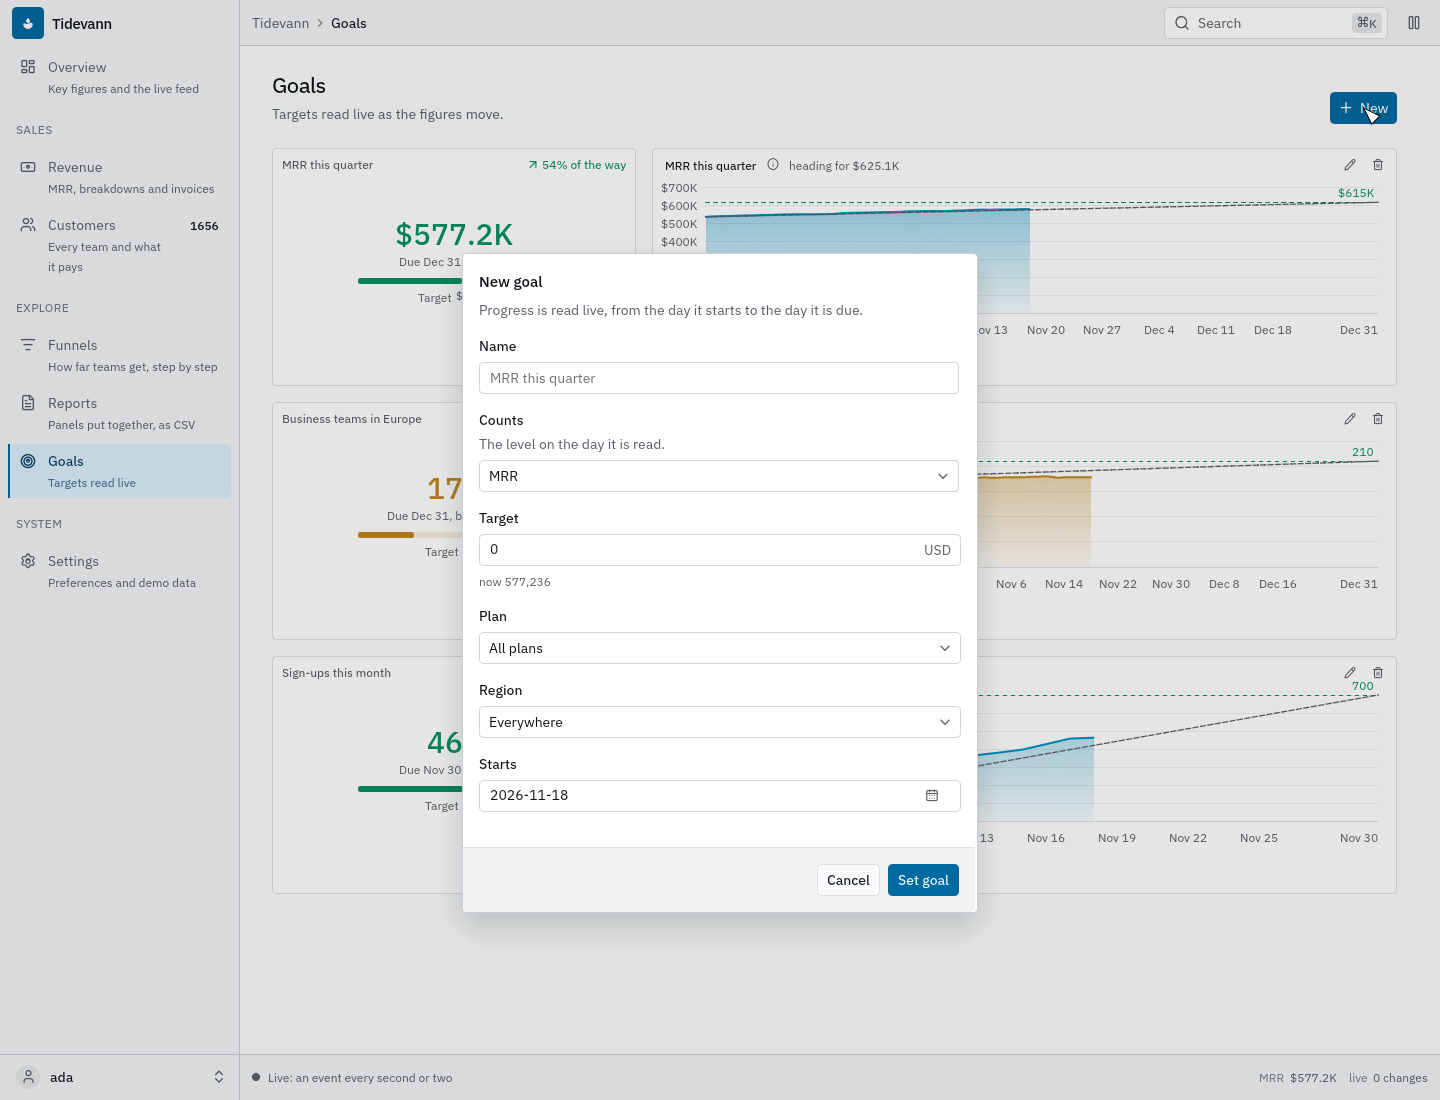 Tidevann
Overview
Key figures and the live feed
SALES
Revenue
MRR, breakdowns and invoices
Customers 1656
Every team and what
it pays
EXPLORE
Funnels
How far teams get, step by step
Reports
Panels put together, as CSV
Goals
Targets read live
SYSTEM
Settings
Preferences and demo data
ada
Tidevann > Goals
Search ⌘K
Goals
Targets read live as the figures move.
New
MRR this quarter 54% of the way
$577.2K
Due Dec 31
Target $
MRR this quarter heading for $625.1K
$700K
$600K
$500K
$400K
$615K
ov 13 Nov 20 Nov 27 Dec 4 Dec 11 Dec 18 Dec 31
Business teams in Europe
17
Due Dec 31, b
Target
210
Nov 6 Nov 14 Nov 22 Nov 30 Dec 8 Dec 16 Dec 31
Sign-ups this month
46
Due Nov 30
Target
700
13 Nov 16 Nov 19 Nov 22 Nov 25 Nov 30
New goal
Progress is read live, from the day it starts to the day it is due.
Name
MRR this quarter
Counts
The level on the day it is read.
MRR
Target
0 USD
now 577,236
Plan
All plans
Region
Everywhere
Starts
2026-11-18
Cancel Set goal
Live: an event every second or two
MRR $577.2K live 0 changes